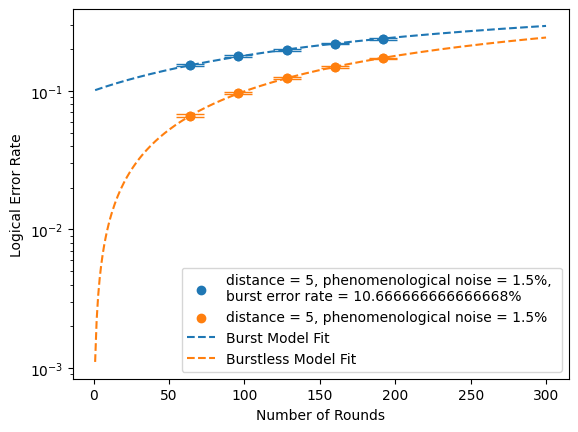 10⁻¹
10⁻²
10⁻³
Logical Error Rate
distance = 5, phenomenological noise = 1.5%,
burst error rate = 10.666666666666668%
distance = 5, phenomenological noise = 1.5%
Burst Model Fit
Burstless Model Fit
0 50 100 150 200 250 300
Number of Rounds